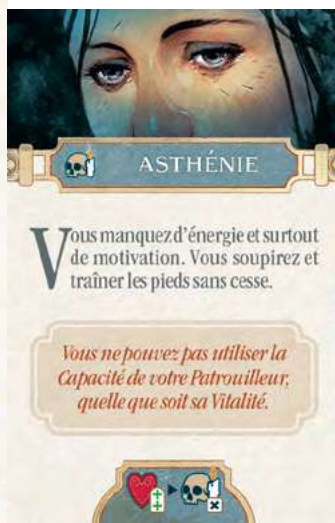 ASTHÉNIE
Vous manquez d'énergie et surtout
de motivation. Vous soupirez et
traîner les pieds sans cesse.
Vous ne pouvez pas utiliser la
Capacité de votre Patrouilleur,
quelle que soit sa Vitalité.